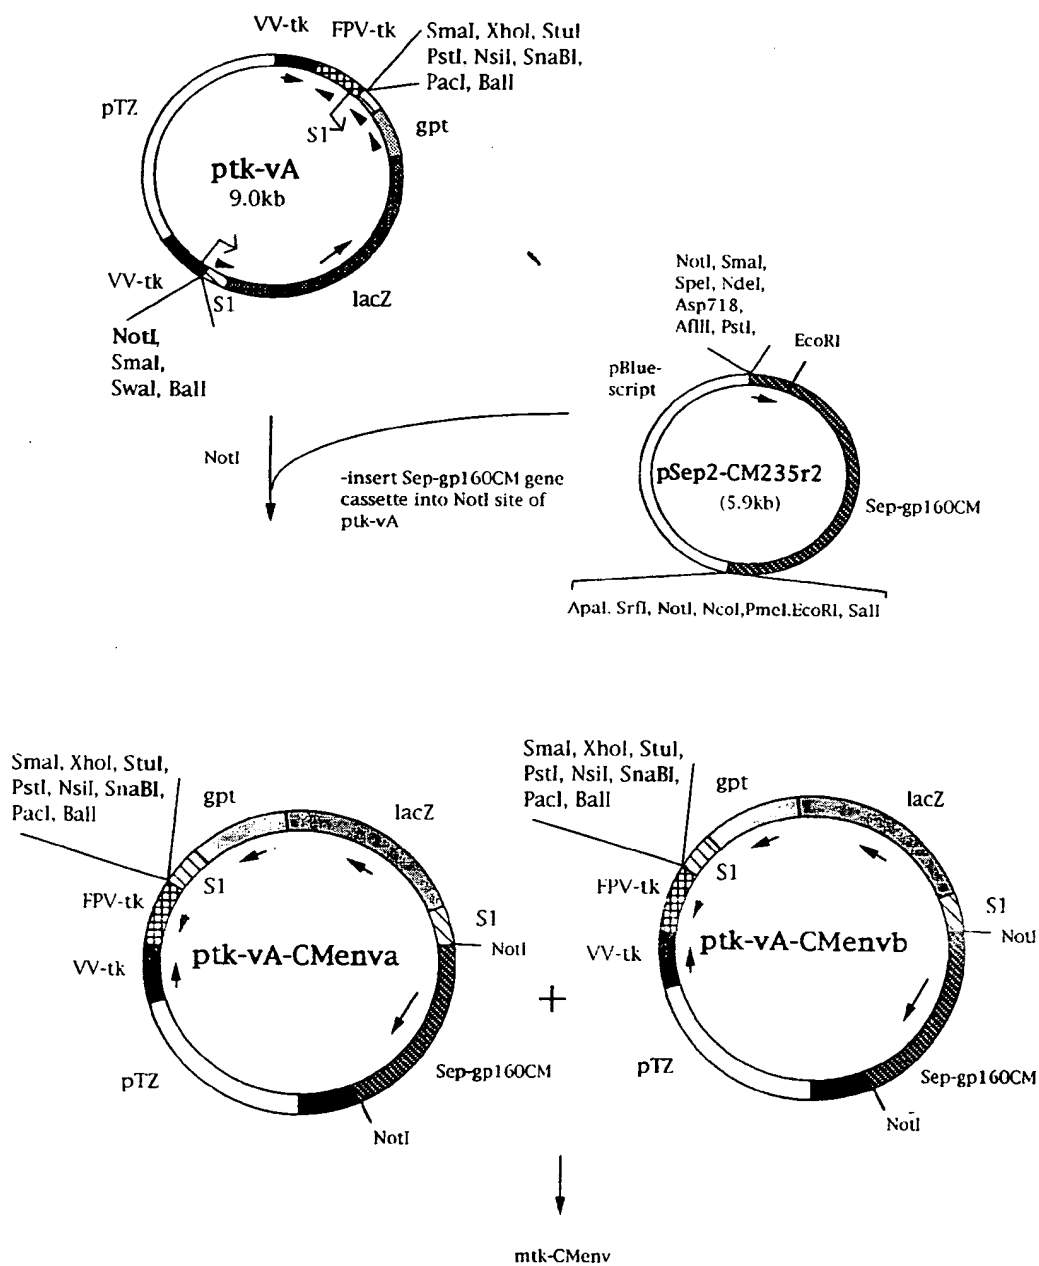 VV-tk
FPV-tk
SmaI, XhoI, StuI
PstI, NsiI, SnaBI,
PacI, BalI
pTZ
S1
gpt
ptk-vA
9.0kb
VV-tk
S1
lacZ
NotI,
SmaI,
SwaI, BalI
NotI, SmaI,
SpeI, NdeI,
Asp718,
AflII, PstI,
EcoRI
pBlue-
script
NotI
-insert Sep-gp160CM gene
cassette into NotI site of
ptk-vA
pSep2-CM235r2
(5.9kb)
Sep-gp160CM
ApaI. SrfI, NotI, NcoI,PmeI.EcoRI, SalI
SmaI, XhoI, StuI,
PstI, NsiI, SnaBI,
PacI, BalI
gpt
lacZ
S1
FPV-tk
S1
NotI
VV-tk
ptk-vA-CMenva
pTZ
Sep-gp160CM
NotI
+
SmaI, XhoI, StuI,
PstI, NsiI, SnaBI,
PacI, BalI
gpt
lacZ
S1
FPV-tk
S1
NotI
VV-tk
ptk-vA-CMenvb
pTZ
Sep-gp160CM
NotI
mtk-CMenv